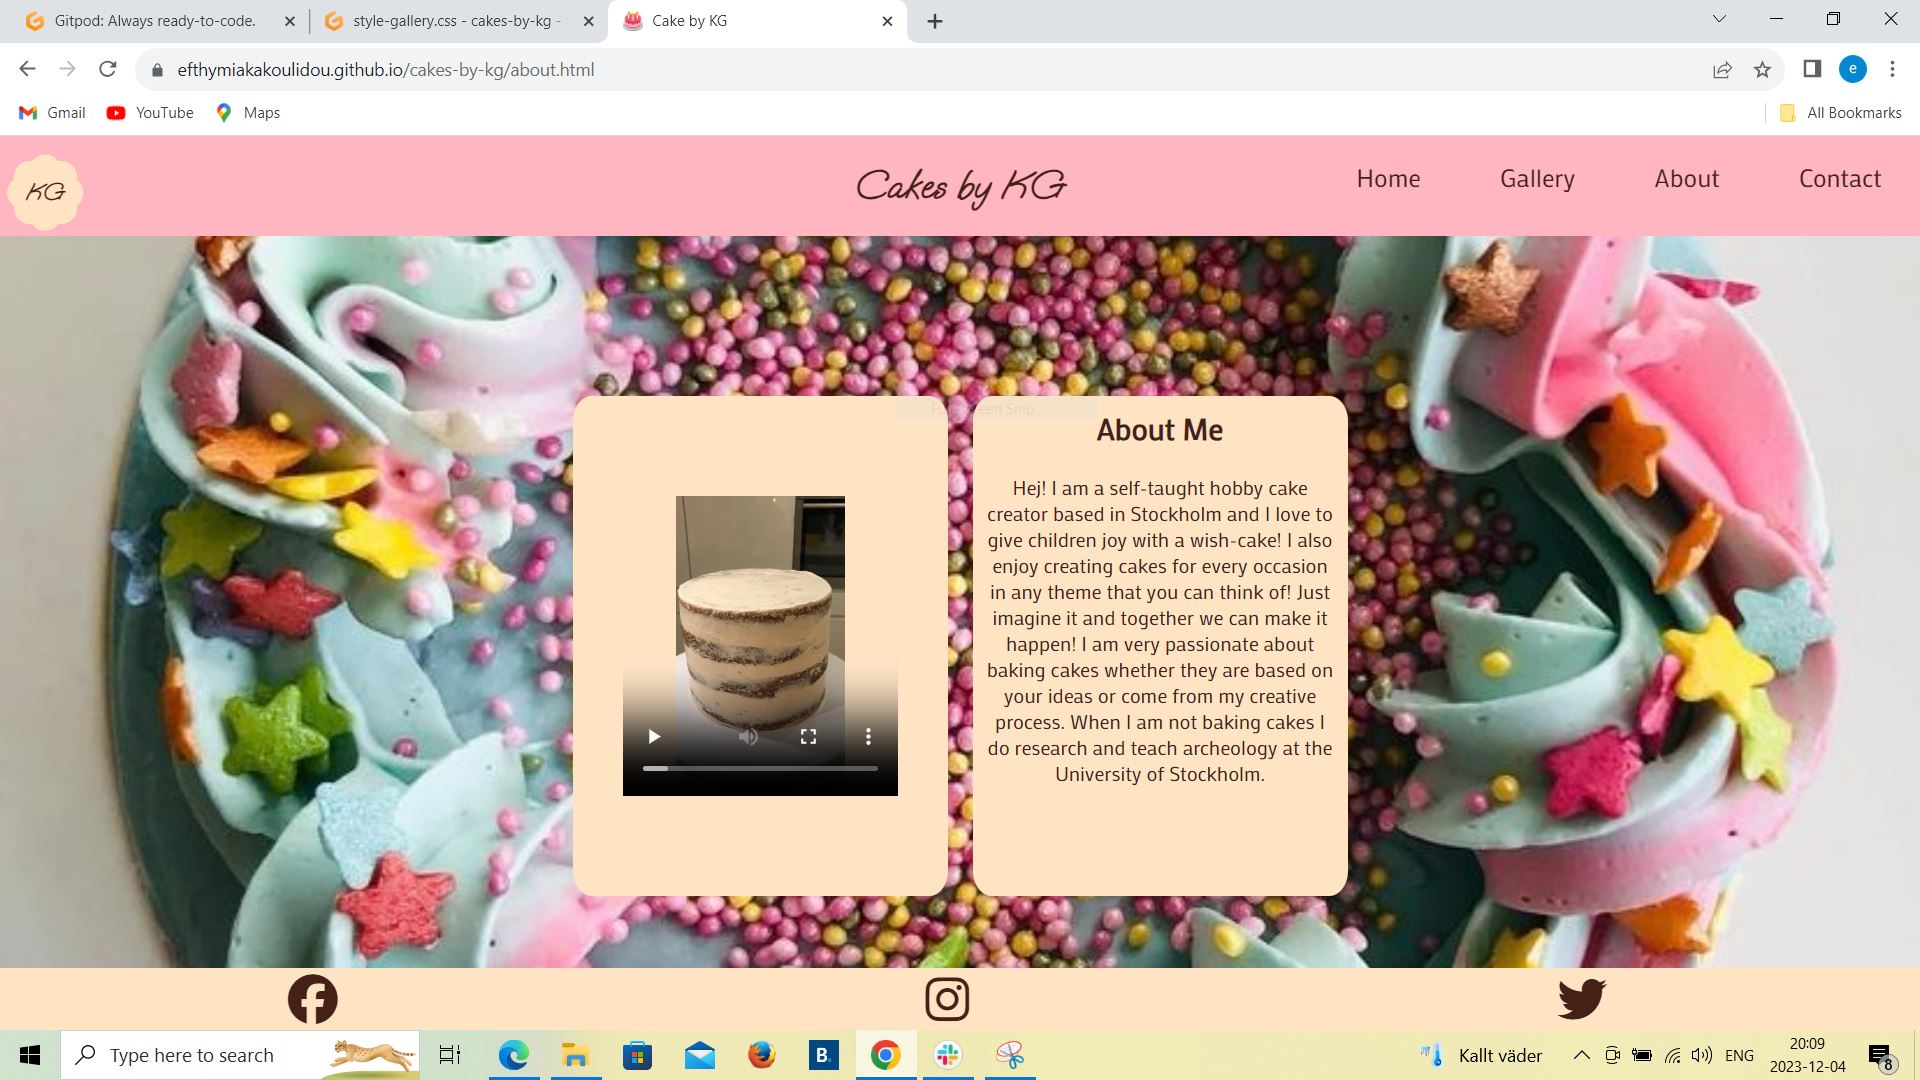 Gitpod: Always ready-to-code.
style-gallery.css - cakes-by-kg -
Cake by KG
efthymiakakoulidou.github.io/cakes-by-kg/about.html
e
Gmail
YouTube
Maps
All Bookmarks
KG
Cakes by KG
Home
Gallery
About
Contact
About Me
Hej! I am a self-taught hobby cake
creator based in Stockholm and I love to
give children joy with a wish-cake! I also
enjoy creating cakes for every occasion
in any theme that you can think of! Just
imagine it and together we can make it
happen! I am very passionate about
baking cakes whether they are based on
your ideas or come from my creative
process. When I am not baking cakes I
do research and teach archeology at the
University of Stockholm.
Type here to search
B.
Kallt väder
ENG
20:09
2023-12-04
8